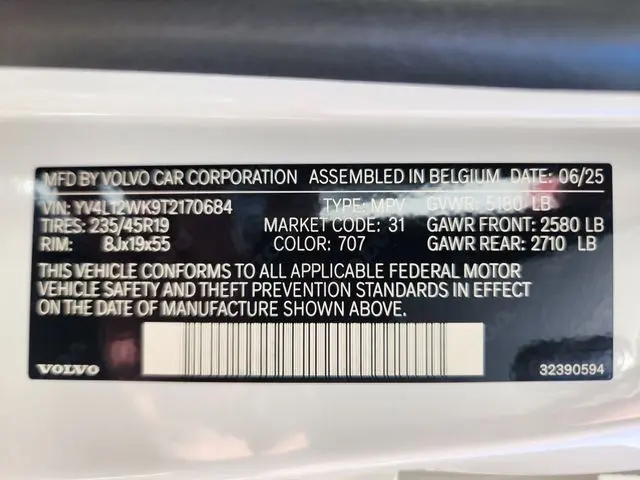 MFD BY VOLVO CAR CORPORATION ASSEMBLED IN BELGIUM DATE: 06/25
VIN: YV4L12WK9T2170684 TYPE: MPV GVWR: 5180 LB
TIRES: 235/45R19 MARKET CODE: 31 GAWR FRONT: 2580 LB
RIM: 8Jx19x55 COLOR: 707 GAWR REAR: 2710 LB
THIS VEHICLE CONFORMS TO ALL APPLICABLE FEDERAL MOTOR
VEHICLE SAFETY AND THEFT PREVENTION STANDARDS IN EFFECT
ON THE DATE OF MANUFACTURE SHOWN ABOVE.
VOLVO 32390594